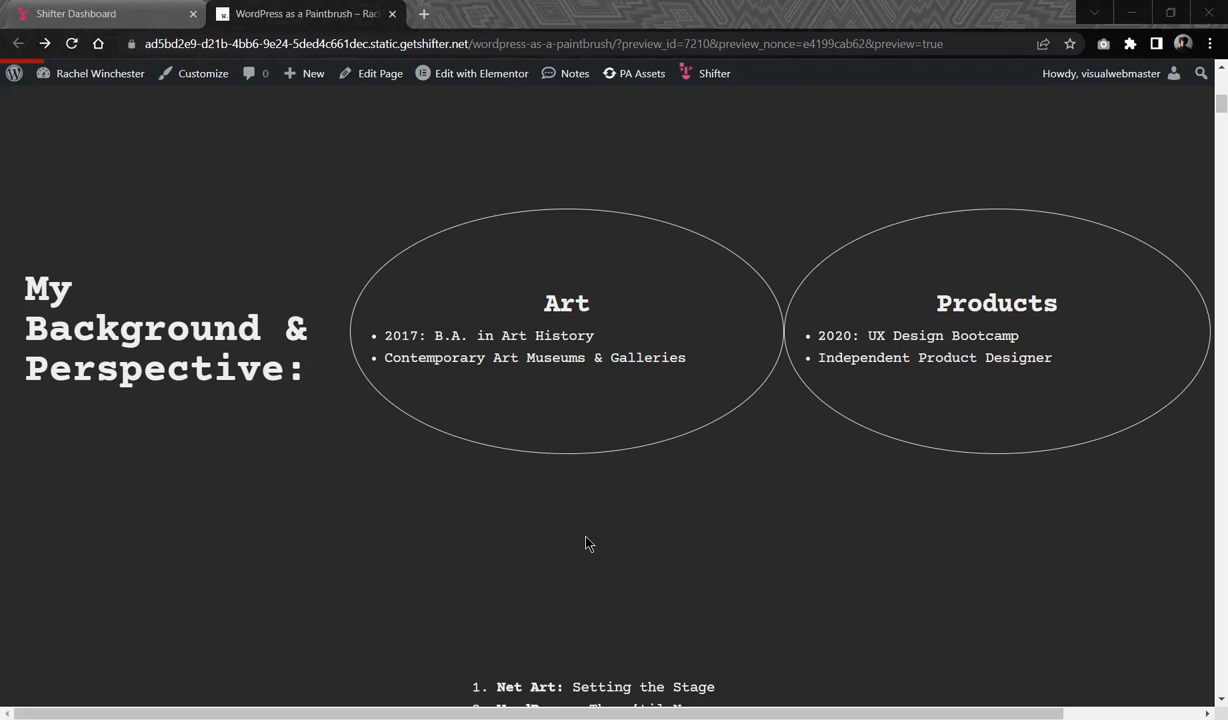 Shifter Dashboard
WordPress as a Paintbrush – Rac
ad5bd2e9-d21b-4bb6-9e24-5ded4c661dec.static.getshifter.net/wordpress-as-a-paintbrush/?preview_id=7210&preview_nonce=e4199cab62&preview=true
Rachel Winchester
Customize
0
New
Edit Page
Edit with Elementor
Notes
PA Assets
Shifter
Howdy, visualwebmaster
My
Background &
Perspective:
Art
• 2017: B.A. in Art History
• Contemporary Art Museums & Galleries
Products
• 2020: UX Design Bootcamp
• Independent Product Designer
1. Net Art: Setting the Stage